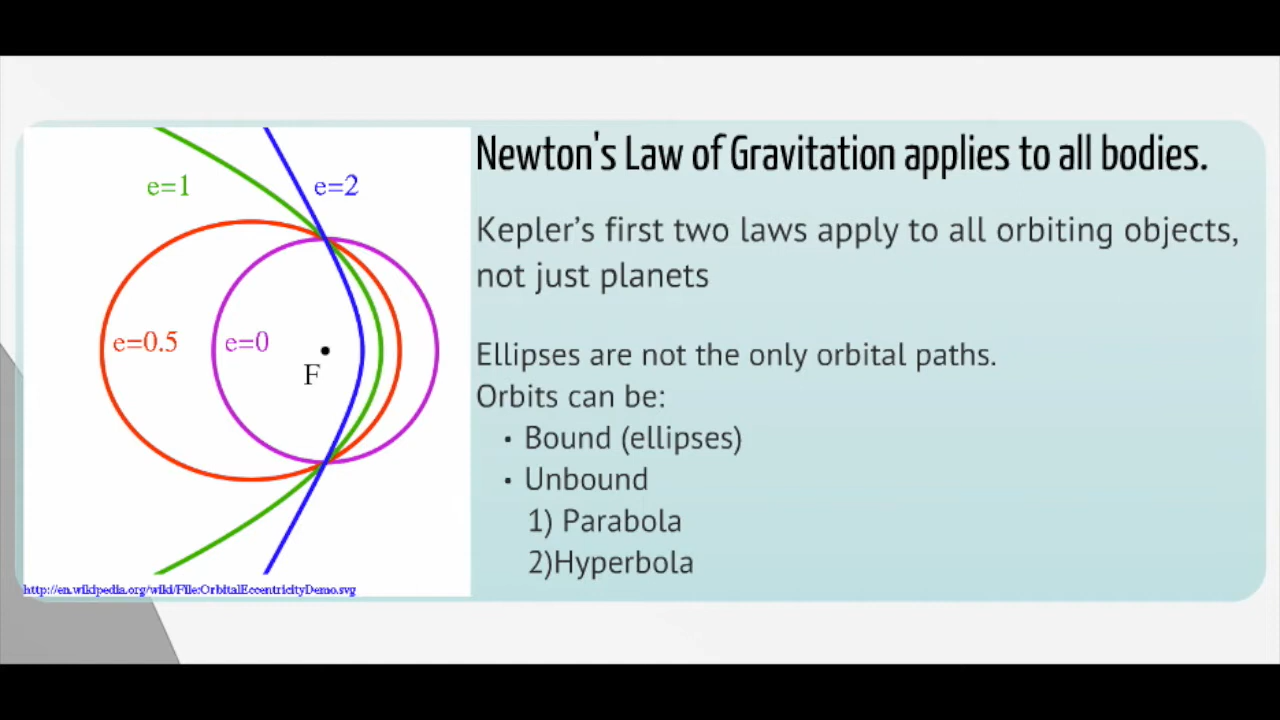 Newton's Law of Gravitation applies to all bodies.
e=1
e=2
Kepler’s first two laws apply to all orbiting objects,
not just planets
e=0.5
e=0
F
Ellipses are not the only orbital paths.
Orbits can be:
• Bound (ellipses)
• Unbound
1) Parabola
2)Hyperbola
http://en.wikipedia.org/wiki/File:OrbitalEccentricityDemo.svg